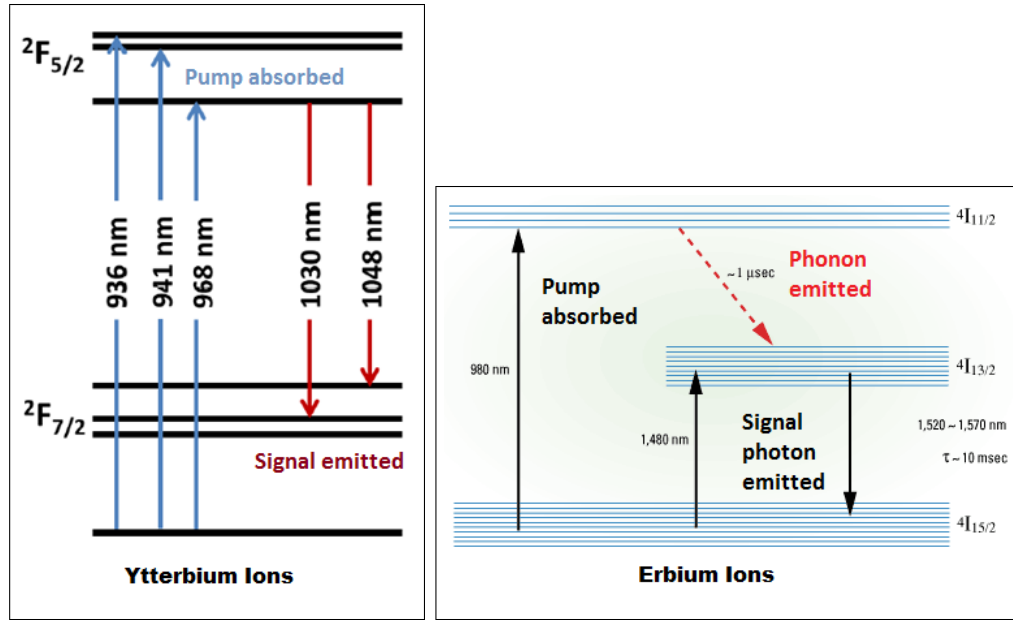 ²F₅/₂
Pump absorbed
936 nm
941 nm
968 nm
1030 nm
1048 nm
²F₇/₂
Signal emitted
Ytterbium Ions
⁴I₁₁/₂
~1 μsec
Phonon
emitted
Pump
absorbed
980 nm
⁴I₁₃/₂
1,480 nm
Signal
photon
emitted
1,520 ~ 1,570 nm
τ ~ 10 msec
⁴I₁₅/₂
Erbium Ions